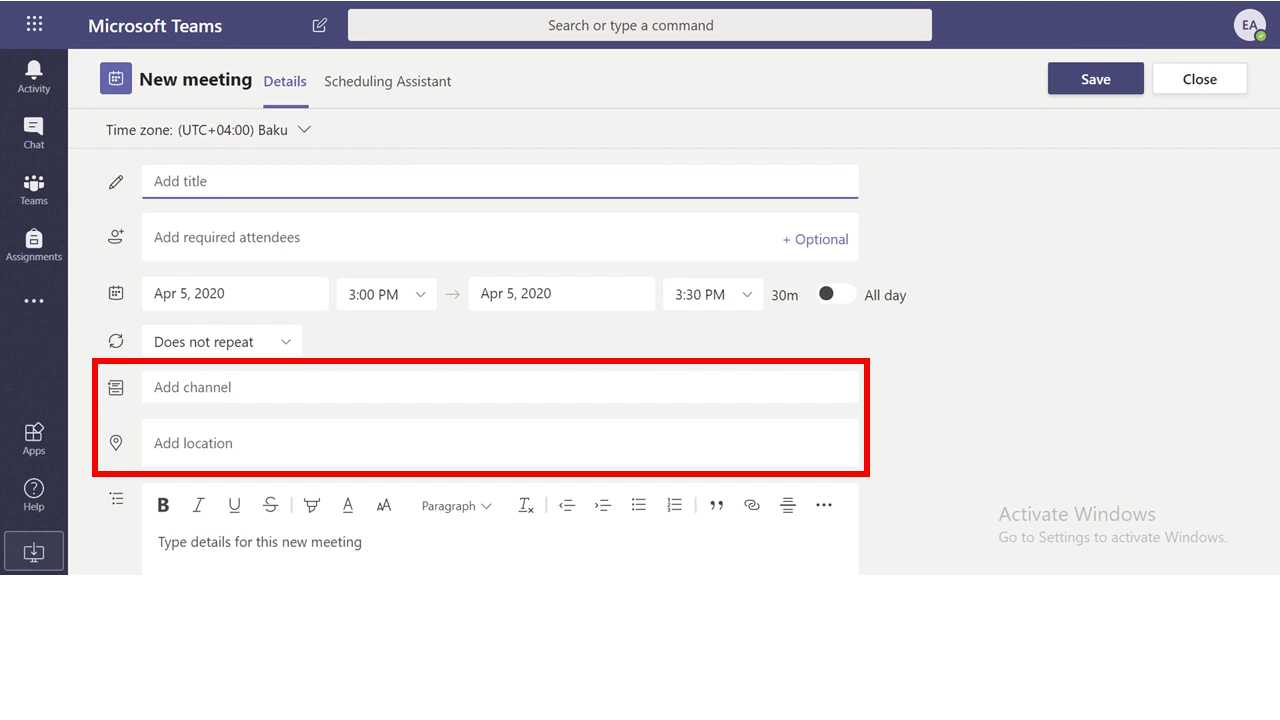 Microsoft Teams
Search or type a command
EA
Activity
Chat
Teams
Assignments
Apps
Help
New meeting
Details
Scheduling Assistant
Save
Close
Time zone: (UTC+04:00) Baku
Add title
Add required attendees
+ Optional
Apr 5, 2020
3:00 PM
Apr 5, 2020
3:30 PM
30m
All day
Does not repeat
Add channel
Add location
B I U S A AA Paragraph Tx
Type details for this new meeting
Activate Windows
Go to Settings to activate Windows.